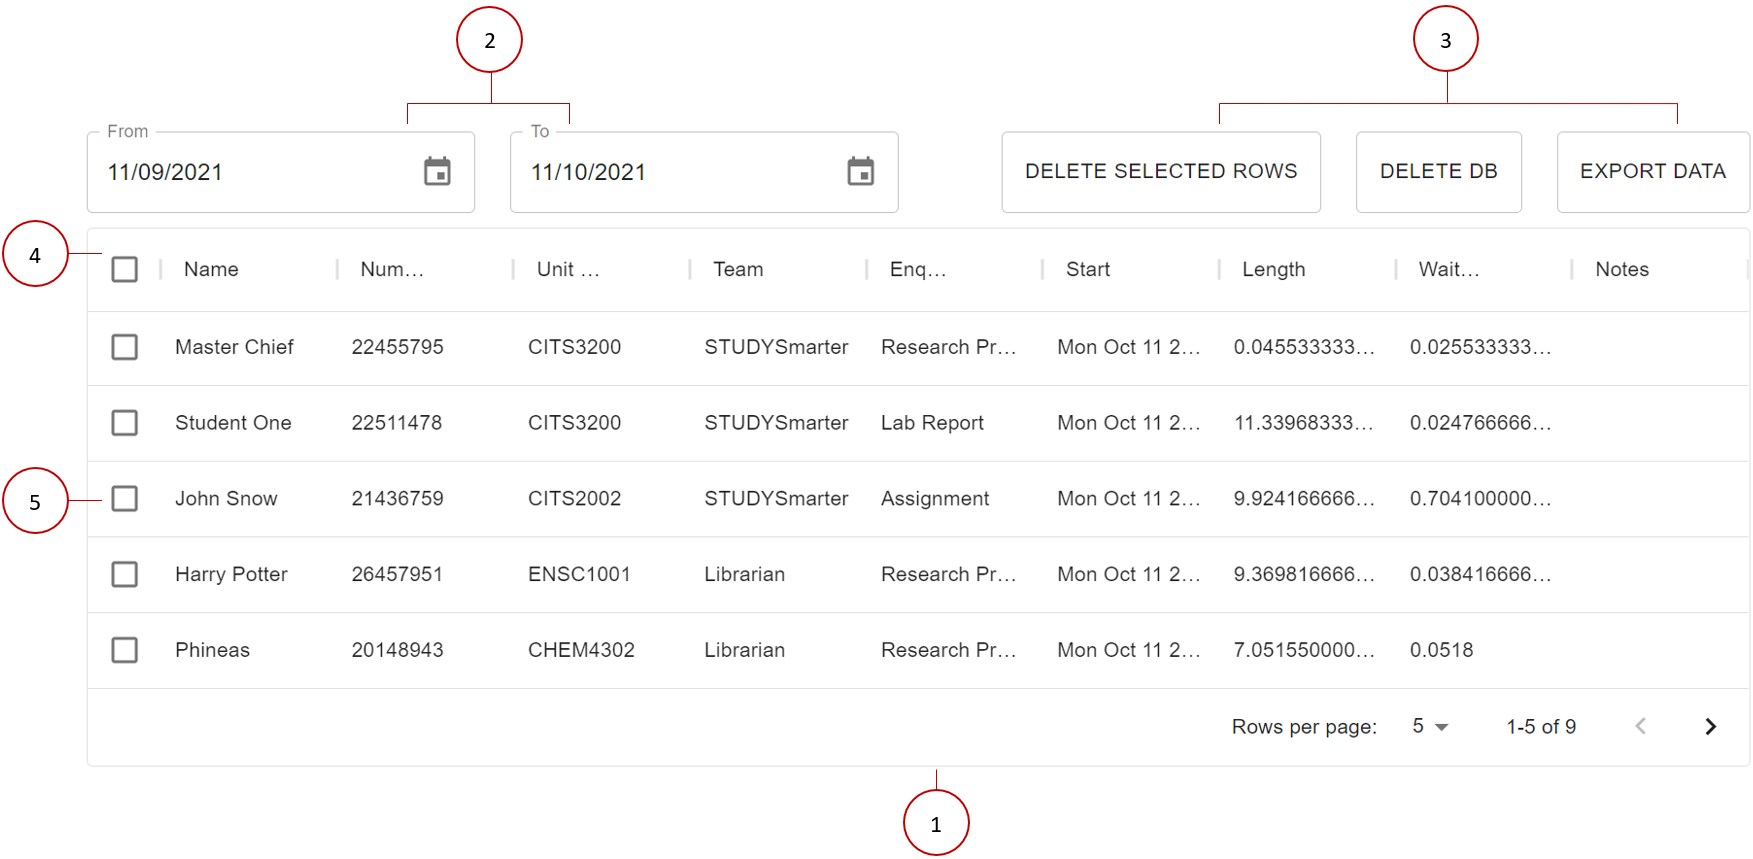 2
3
From
11/09/2021
To
11/10/2021
DELETE SELECTED ROWS
DELETE DB
EXPORT DATA
4
Name Num... Unit ... Team Enq... Start Length Wait... Notes
Master Chief 22455795 CITS3200 STUDYSmarter Research Pr... Mon Oct 11 2... 0.045533333... 0.025533333...
Student One 22511478 CITS3200 STUDYSmarter Lab Report Mon Oct 11 2... 11.33968333... 0.024766666...
5
John Snow 21436759 CITS2002 STUDYSmarter Assignment Mon Oct 11 2... 9.924166666... 0.704100000...
Harry Potter 26457951 ENSC1001 Librarian Research Pr... Mon Oct 11 2... 9.369816666... 0.038416666...
Phineas 20148943 CHEM4302 Librarian Research Pr... Mon Oct 11 2... 7.051550000... 0.0518
Rows per page: 5 1-5 of 9
1